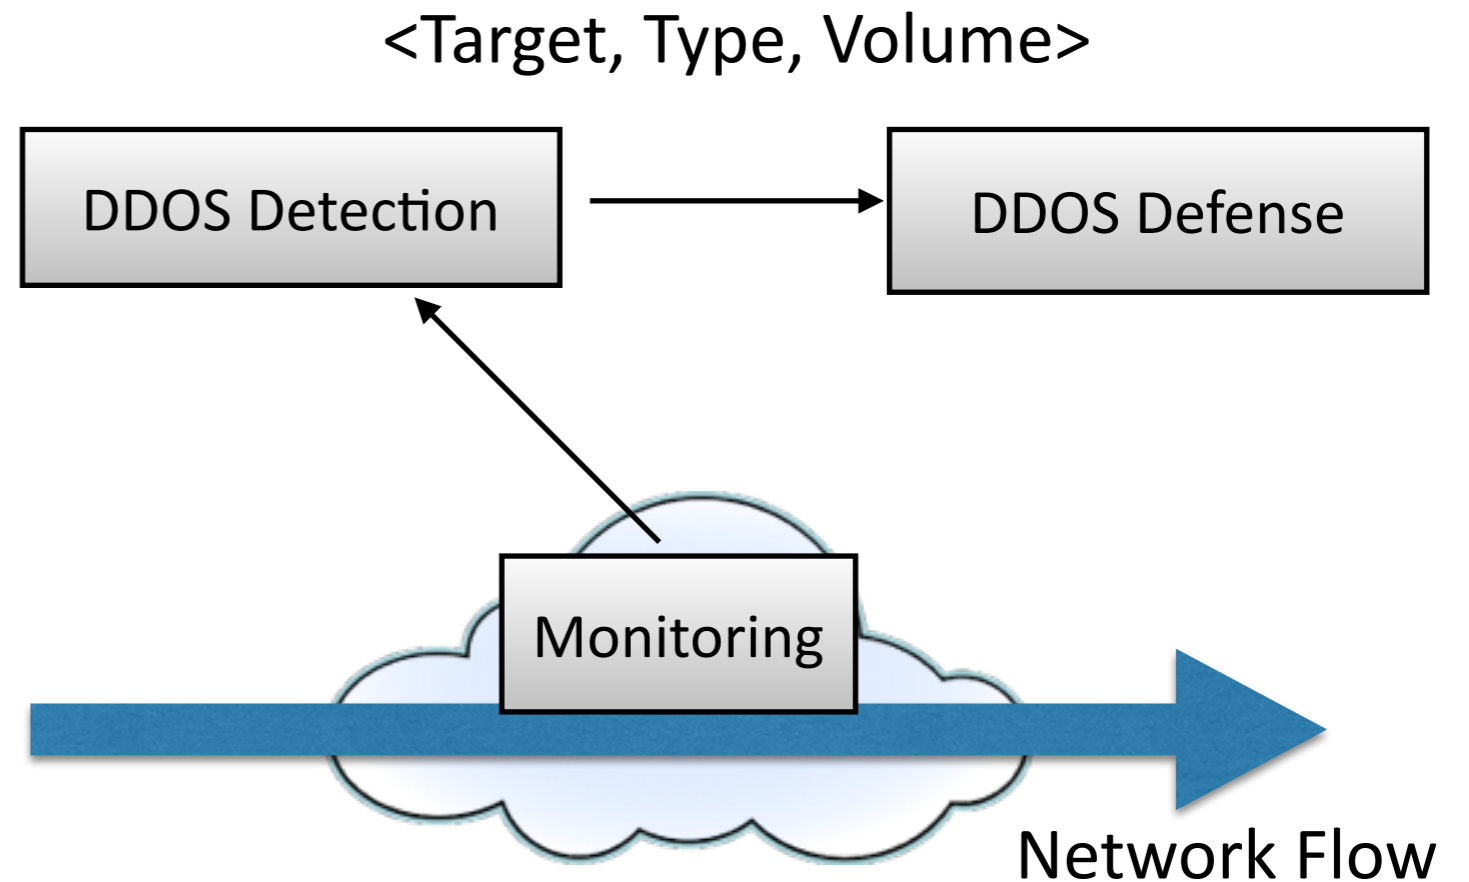 <Target, Type, Volume>
DDOS Detection
DDOS Defense
Monitoring
Network Flow